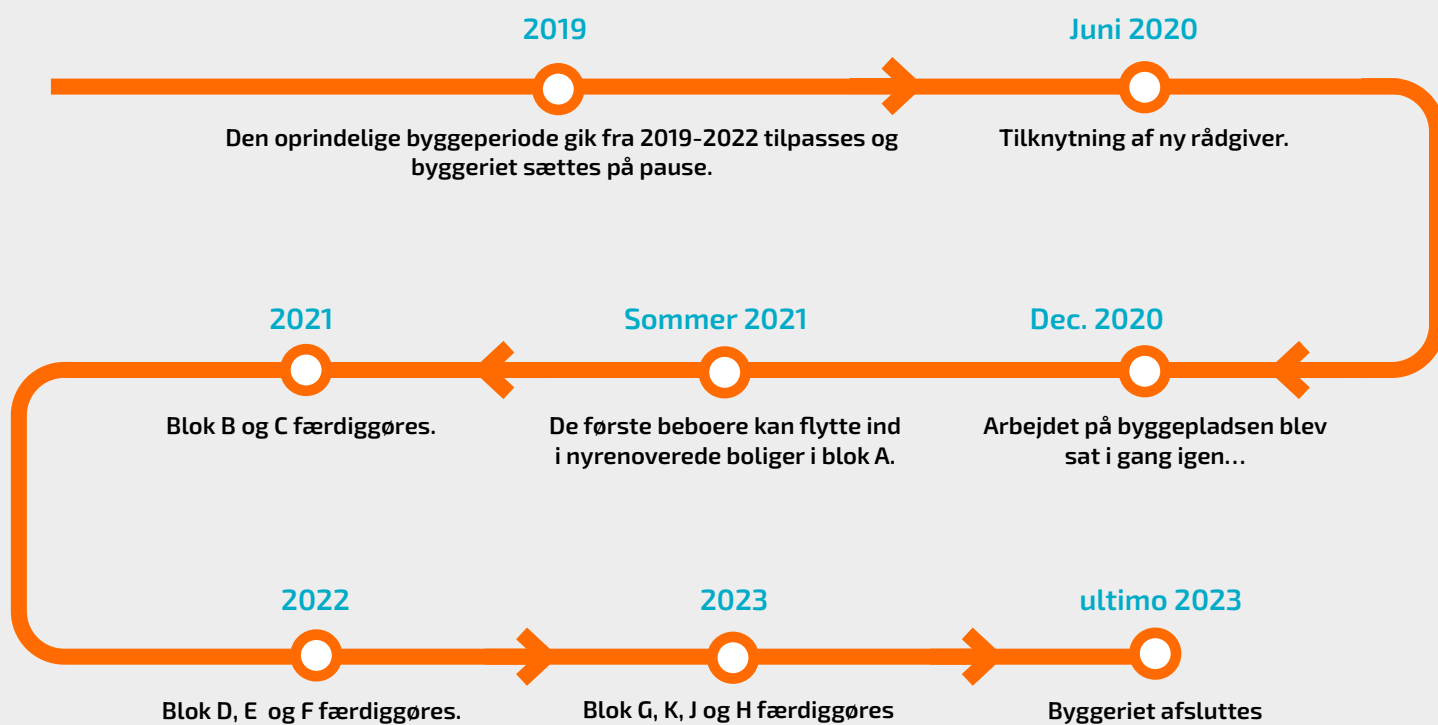 2019
Den oprindelige byggeperiode gik fra 2019-2022 tilpasses og
byggeriet sættes på pause.
Juni 2020
Tilknytning af ny rådgiver.
Dec. 2020
Arbejdet på byggepladsen blev
sat i gang igen...
Sommer 2021
De første beboere kan flytte ind
i nyrenoverede boliger i blok A.
2021
Blok B og C færdiggøres.
2022
Blok D, E og F færdiggøres.
2023
Blok G, K, J og H færdiggøres
ultimo 2023
Byggeriet afsluttes